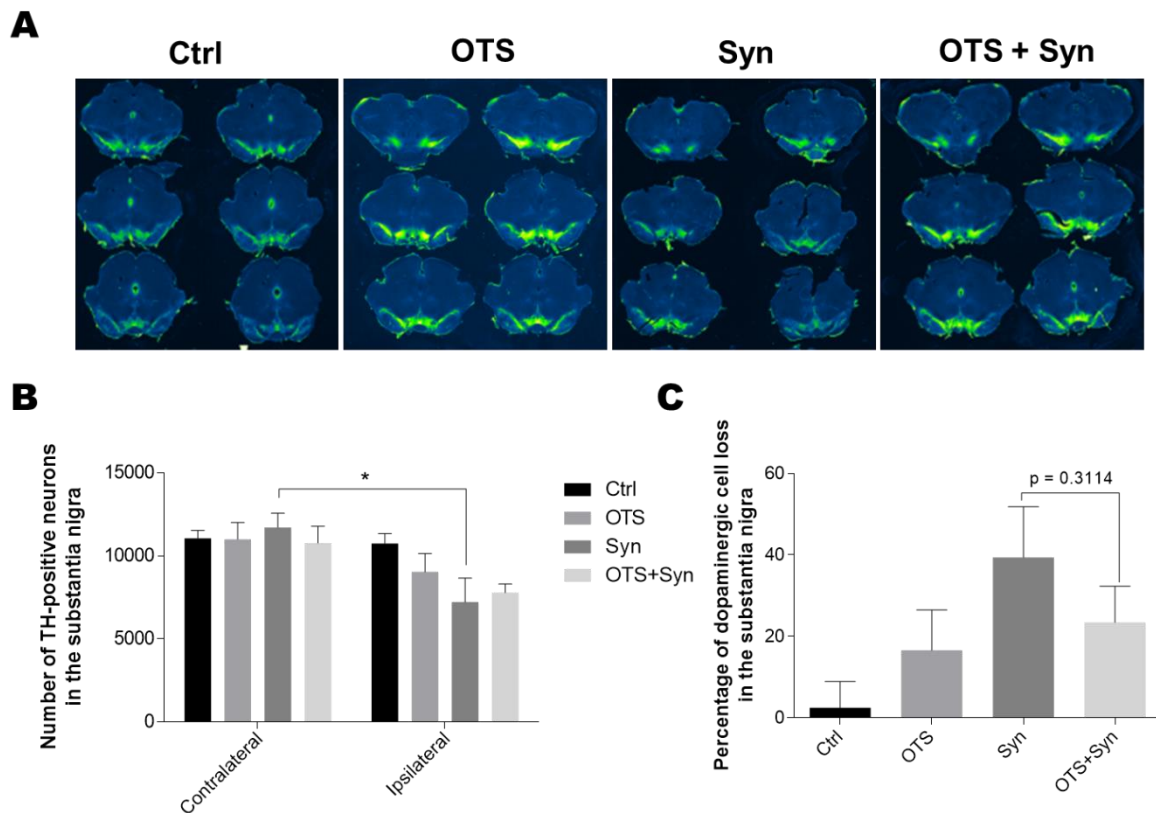 A
Ctrl
OTS
Syn
OTS + Syn
B
Number of TH-positive neurons
in the substantia nigra
15000
10000
5000
0
*
Contralateral
Ipsilateral
Ctrl
OTS
Syn
OTS+Syn
C
Percentage of dopaminergic cell loss
in the substantia nigra
60
40
20
0
p = 0.3114
Ctrl
OTS
Syn
OTS+Syn